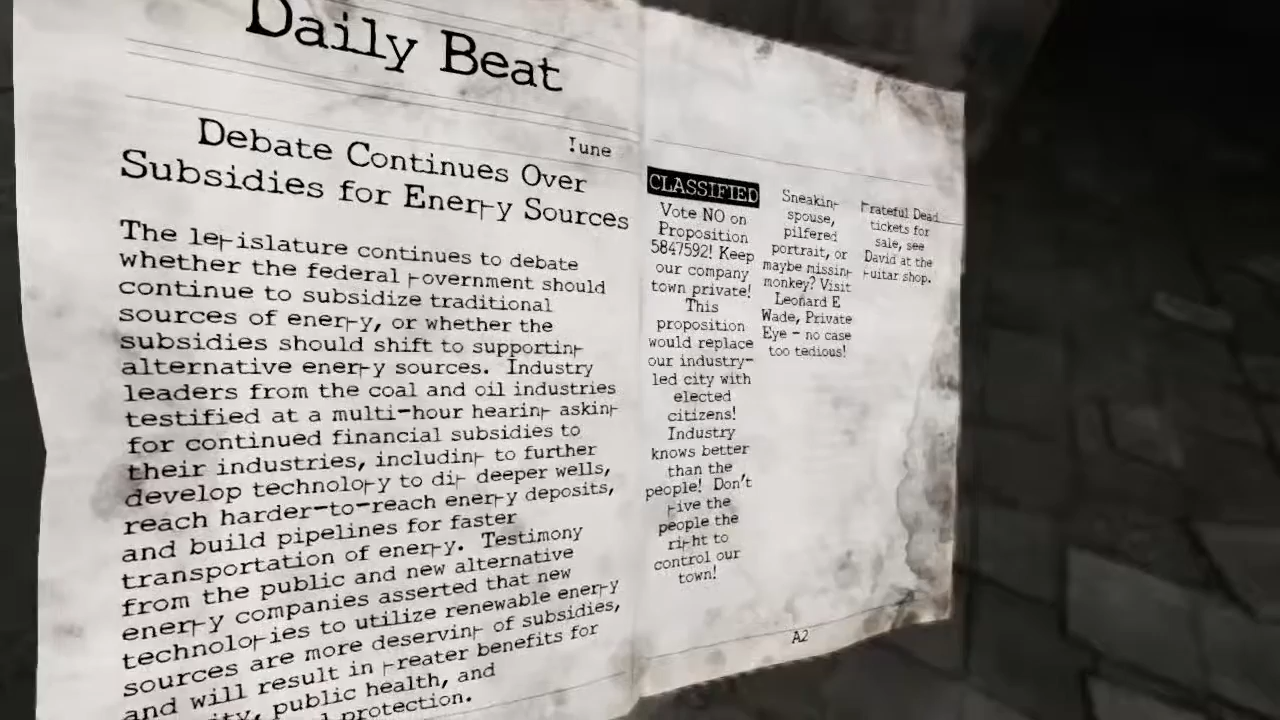 Daily Beat
!une
Debate Continues Over
Subsidies for Ener├y Sources
The le├islature continues to debate
whether the federal ├overnment should
continue to subsidize traditional
sources of ener├y, or whether the
subsidies should shift to supportin├
alternative ener├y sources. Industry
leaders from the coal and oil industries
testified at a multi-hour hearin├ askin├
for continued financial subsidies to
their industries, includin├ to further
develop technolo├y to di├ deeper wells,
reach harder-to-reach ener├y deposits,
and build pipelines for faster
transportation of ener├y. Testimony
from the public and new alternative
ener├y companies asserted that new
technolo├ies to utilize renewable ener├y
sources are more deservin├ of subsidies,
and will result in ├reater benefits for
public health, and
protection.
CLASSIFIED
Vote NO on
Proposition
5847592! Keep
our company
town private!
This
proposition
would replace
our industry-
led city with
elected
citizens!
Industry
knows better
than the
people! Don't
├ive the
people the
ri├ht to
control our
town!
Sneakin├
spouse,
pilfered
portrait, or
maybe missin├
monkey? Visit
Leonard E
Wade, Private
Eye - no case
too tedious!
├rateful Dead
tickets for
sale, see
David at the
├uitar shop.
A2